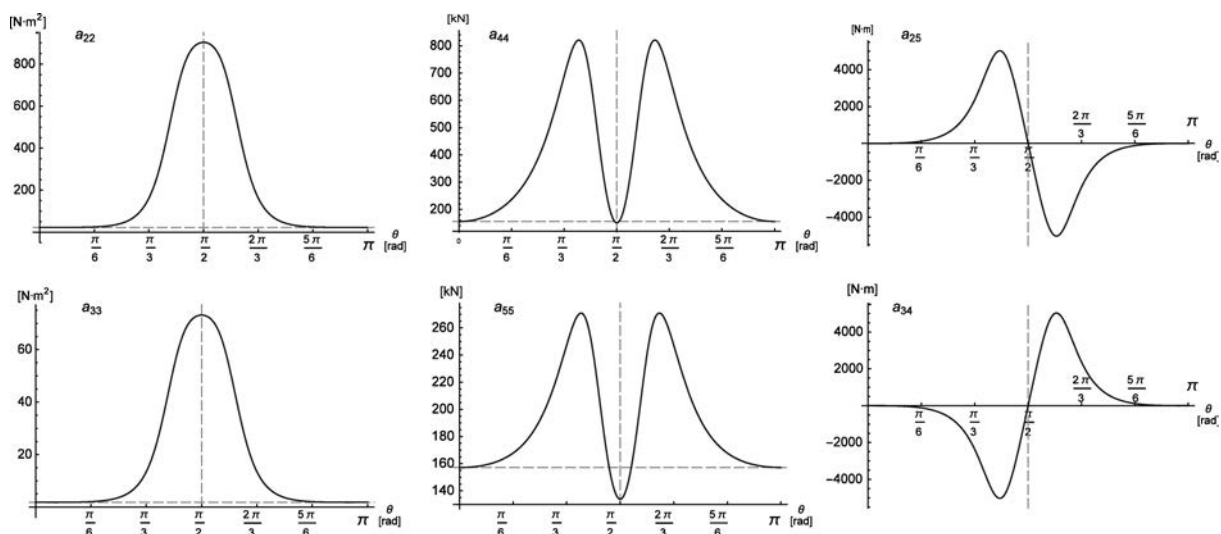 [N·m²]
a₂₂
800
600
400
200
π/6
π/3
π/2
2π/3
5π/6
π
θ
[rad]
[kN]
a₄₄
800
700
600
500
400
300
200
0
π/6
π/3
π/2
2π/3
5π/6
π
θ
[rad]
[N·m]
a₂₅
4000
2000
−2000
−4000
π/6
π/3
π/2
2π/3
5π/6
π
θ
[rad]
[N·m²]
a₃₃
60
40
20
π/6
π/3
π/2
2π/3
5π/6
π
θ
[rad]
[kN]
a₅₅
260
240
220
200
180
160
140
π/6
π/3
π/2
2π/3
5π/6
π
θ
[rad]
[N·m]
a₃₄
4000
2000
−2000
−4000
π/6
π/3
π/2
2π/3
5π/6
π
θ
[rad]